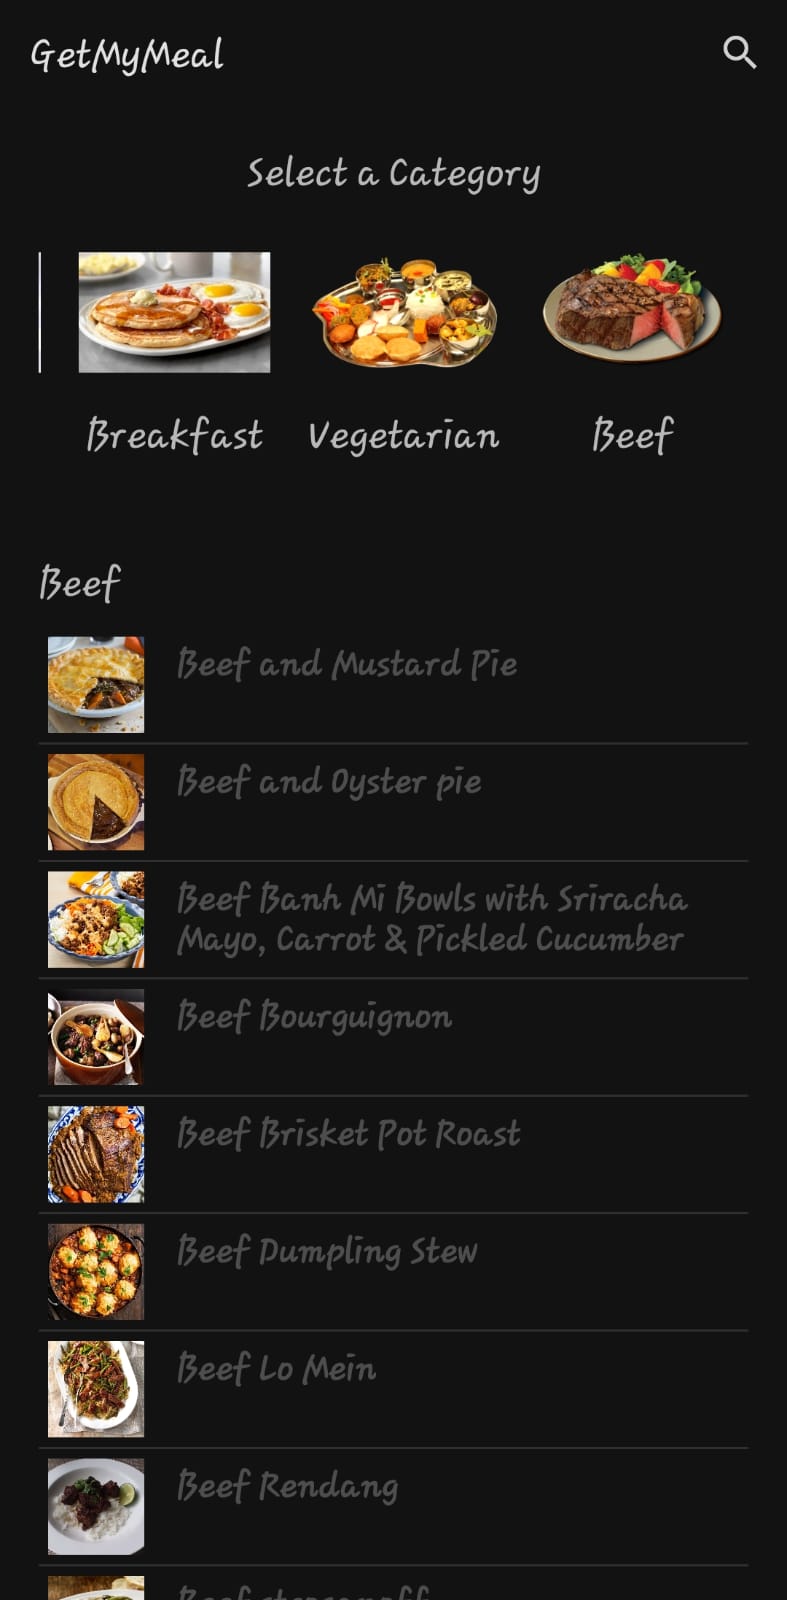 GetMyMeal
Select a Category
Breakfast
Vegetarian
Beef
Beef
Beef and Mustard Pie
Beef and Oyster pie
Beef Banh Mi Bowls with Sriracha
Mayo, Carrot & Pickled Cucumber
Beef Bourguignon
Beef Brisket Pot Roast
Beef Dumpling Stew
Beef Lo Mein
Beef Rendang
Beef stroganoff